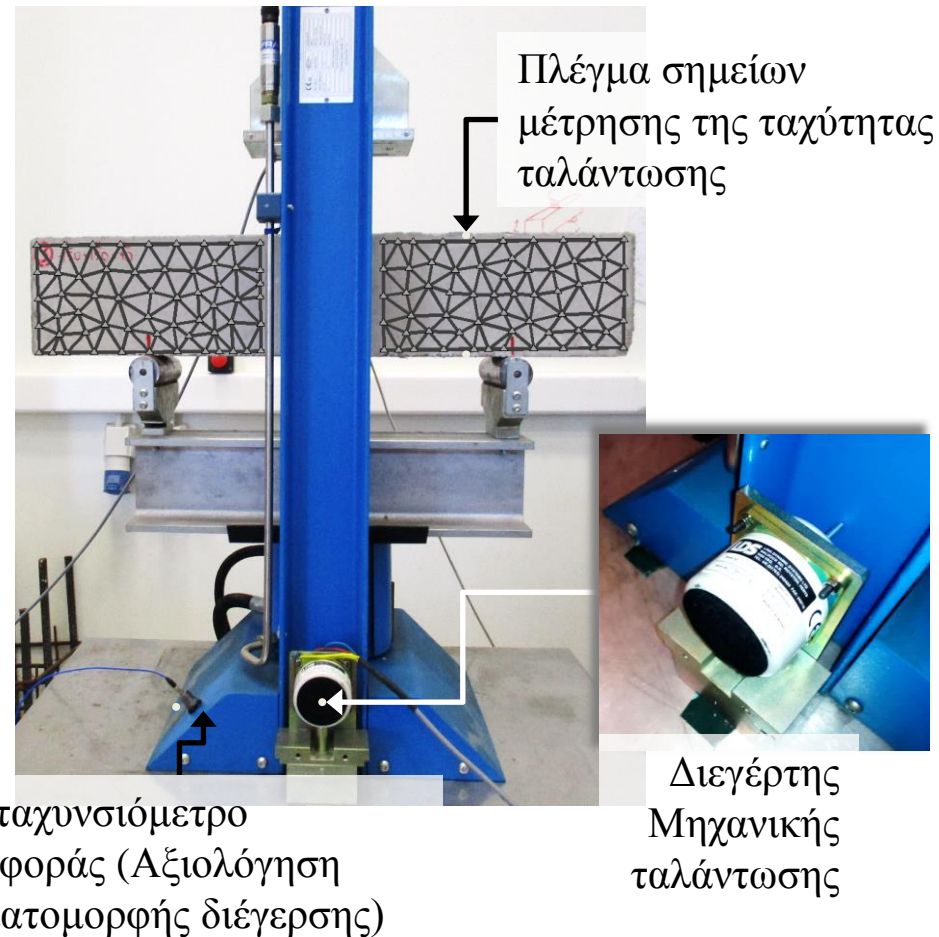 Πλέγμα σημείων
μέτρησης της ταχύτητας
ταλάντωσης
Διεγέρτης
Μηχανικής
ταλάντωσης
ταχυνσιόμετρο
φοράς (Αξιολόγηση
ατομορφής διέγερσης)